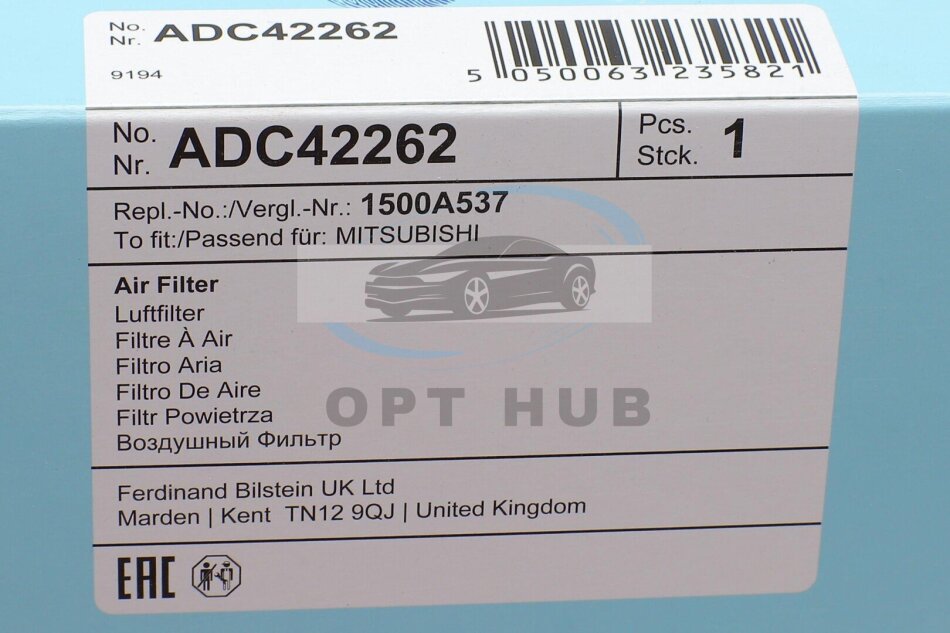 No.
Nr. ADC42262
9194
5 050063 235821
No.
Nr. ADC42262
Pcs.
Stck. 1
Repl.-No.:/Vergl.-Nr.: 1500A537
To fit:/Passend für: MITSUBISHI
Air Filter
Luftfilter
Filtre À Air
Filtro Aria
Filtro De Aire
Filtr Powietrza
Воздушный Фильтр
OPT HUB
Ferdinand Bilstein UK Ltd
Marden | Kent TN12 9QJ | United Kingdom
EAC